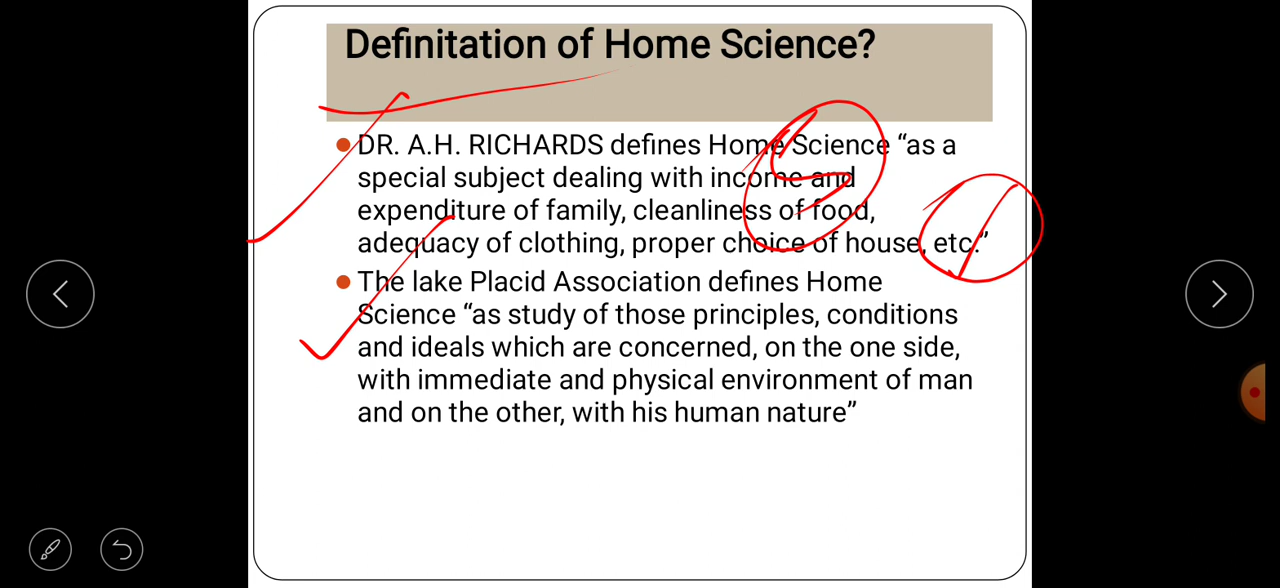 Definitation of Home Science?
DR. A.H. RICHARDS defines Home Science “as a
special subject dealing with income and
expenditure of family, cleanliness of food,
adequacy of clothing, proper choice of house, etc.”
The lake Placid Association defines Home
Science “as study of those principles, conditions
and ideals which are concerned, on the one side,
with immediate and physical environment of man
and on the other, with his human nature”